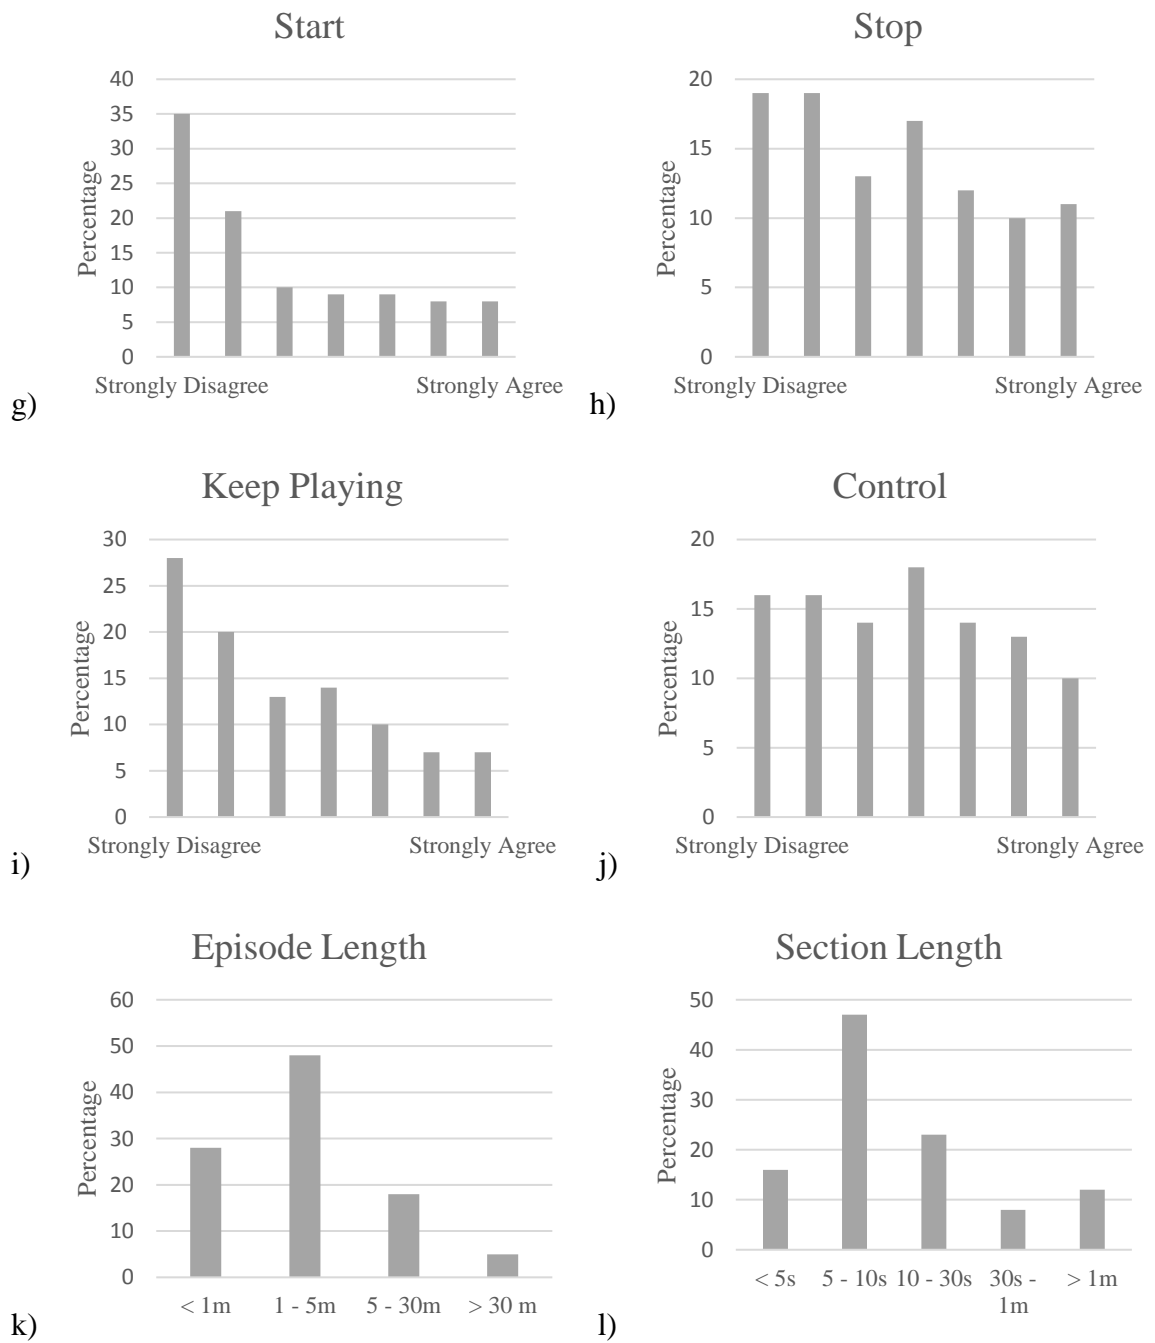 Start
Percentage
40
35
30
25
20
15
10
5
0
Strongly Disagree Strongly Agree
g)
Stop
Percentage
20
15
10
5
0
Strongly Disagree Strongly Agree
h)
Keep Playing
Percentage
30
25
20
15
10
5
0
Strongly Disagree Strongly Agree
i)
Control
Percentage
20
15
10
5
0
Strongly Disagree Strongly Agree
j)
Episode Length
Percentage
60
50
40
30
20
10
0
< 1m 1 - 5m 5 - 30m > 30 m
k)
Section Length
Percentage
50
40
30
20
10
0
< 5s 5 - 10s 10 - 30s 30s - > 1m
1m
l)